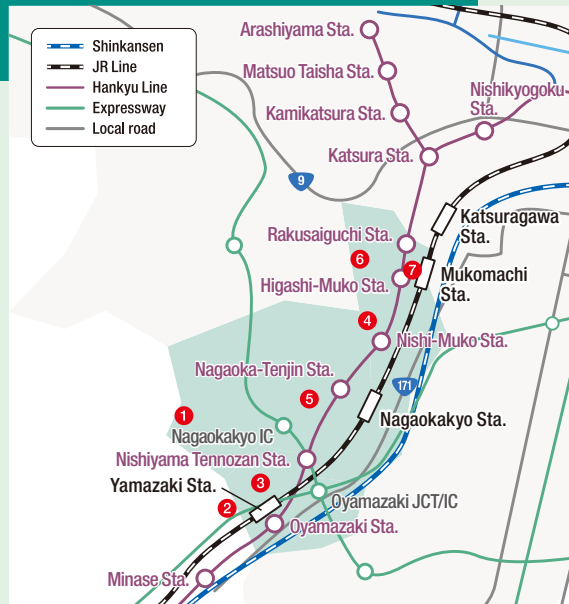 Shinkansen
JR Line
Hankyu Line
Expressway
Local road
Arashiyama Sta.
Matsuo Taisha Sta.
Nishikyogoku
Sta.
Kamikatsura Sta.
Katsura Sta.
9
Katsuragawa
Sta.
Rakusaiguchi Sta.
6
7
Higashi-Muko Sta.
Mukomachi
Sta.
4
Nishi-Muko Sta.
Nagaoka-Tenjin Sta.
171
5
1
Nagaokakyo Sta.
Nagaokakyo IC
Nishiyama Tennozan Sta.
3
Yamazaki Sta.
Oyamazaki JCT/IC
2
Oyamazaki Sta.
Minase Sta.